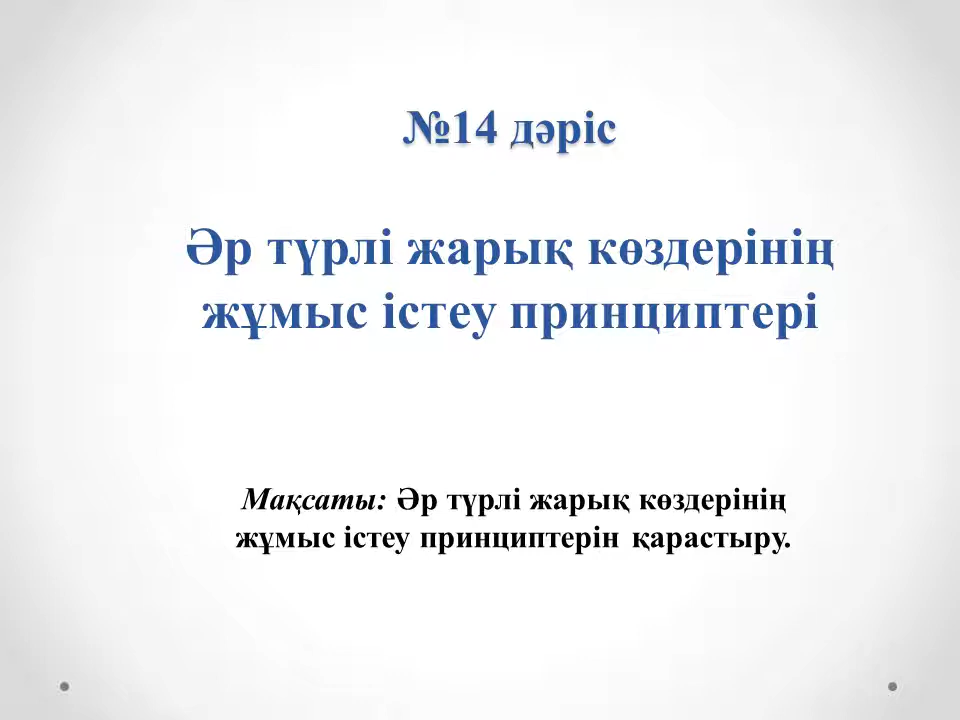 №14 дәріс
Әр түрлі жарық көздерінің
жұмыс істеу принциптері
Мақсаты: Әр түрлі жарық көздерінің
жұмыс істеу принциптерін қарастыру.